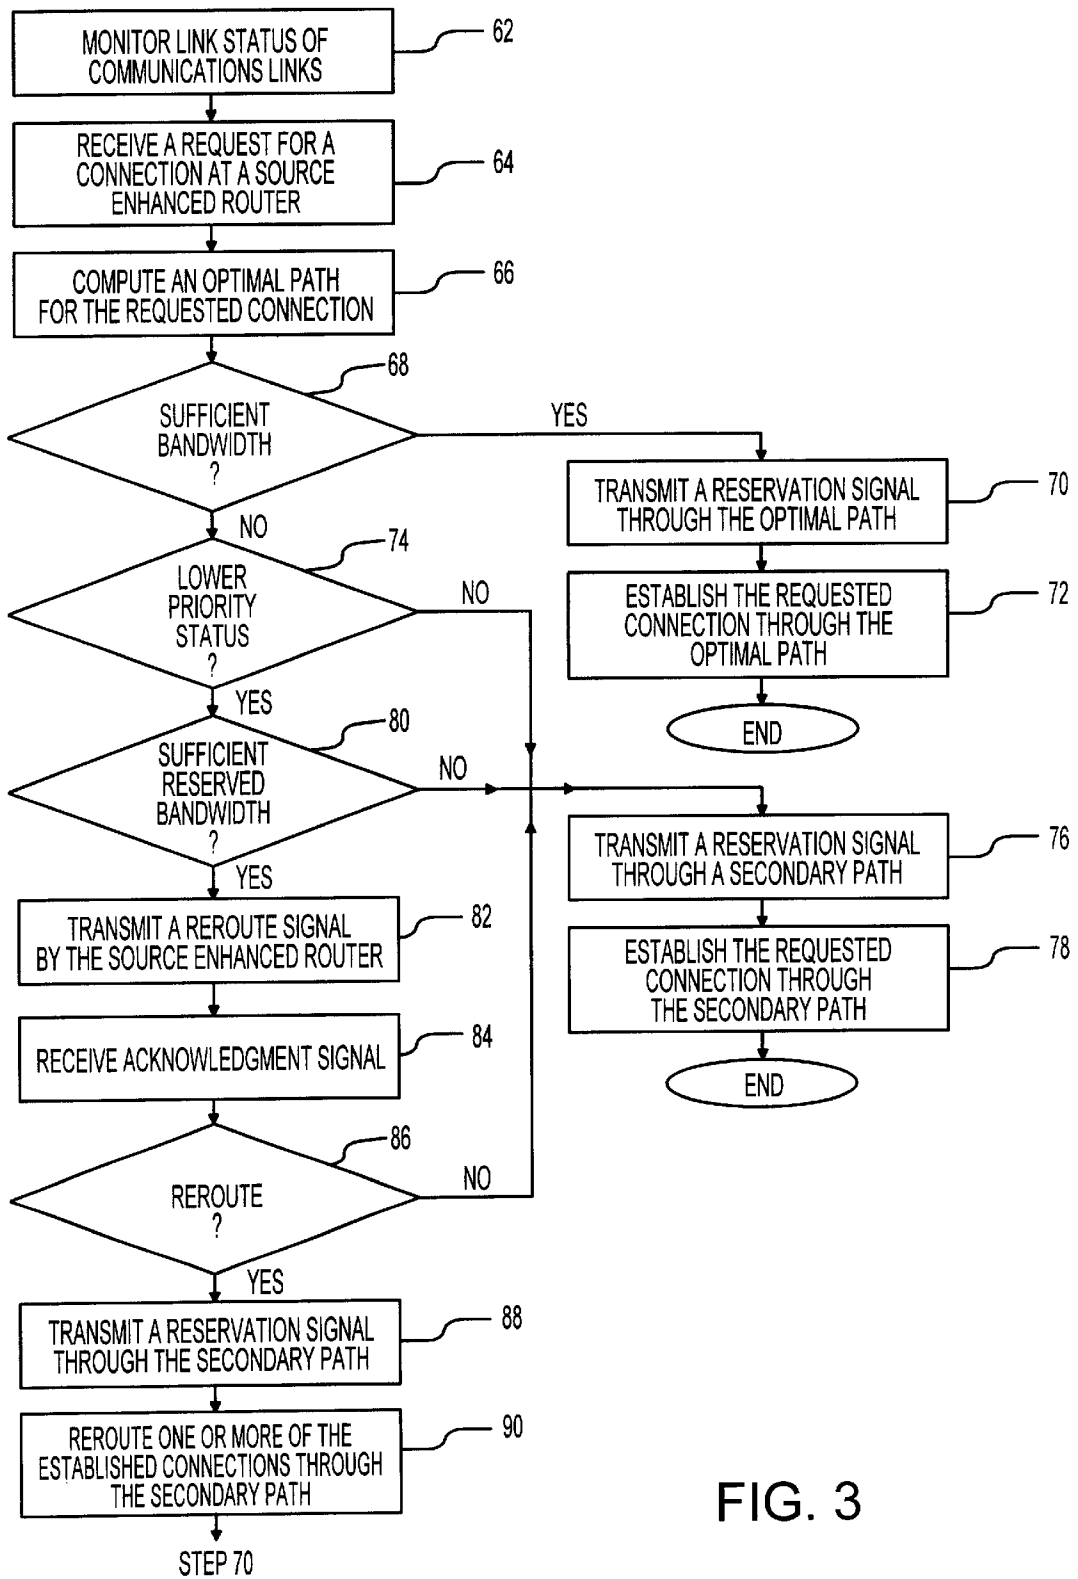 MONITOR LINK STATUS OF
COMMUNICATIONS LINKS
62
RECEIVE A REQUEST FOR A
CONNECTION AT A SOURCE
ENHANCED ROUTER
64
COMPUTE AN OPTIMAL PATH
FOR THE REQUESTED CONNECTION
66
SUFFICIENT
BANDWIDTH
?
68
YES
NO
TRANSMIT A RESERVATION SIGNAL
THROUGH THE OPTIMAL PATH
70
ESTABLISH THE REQUESTED
CONNECTION THROUGH THE
OPTIMAL PATH
72
END
LOWER
PRIORITY
STATUS
?
74
NO
YES
SUFFICIENT
RESERVED
BANDWIDTH
?
80
NO
YES
TRANSMIT A RESERVATION SIGNAL
THROUGH A SECONDARY PATH
76
ESTABLISH THE REQUESTED
CONNECTION THROUGH
THE SECONDARY PATH
78
END
TRANSMIT A REROUTE SIGNAL
BY THE SOURCE ENHANCED ROUTER
82
RECEIVE ACKNOWLEDGMENT SIGNAL
84
REROUTE
?
86
NO
YES
TRANSMIT A RESERVATION SIGNAL
THROUGH THE SECONDARY PATH
88
REROUTE ONE OR MORE OF THE
ESTABLISHED CONNECTIONS THROUGH
THE SECONDARY PATH
90
STEP 70
FIG. 3